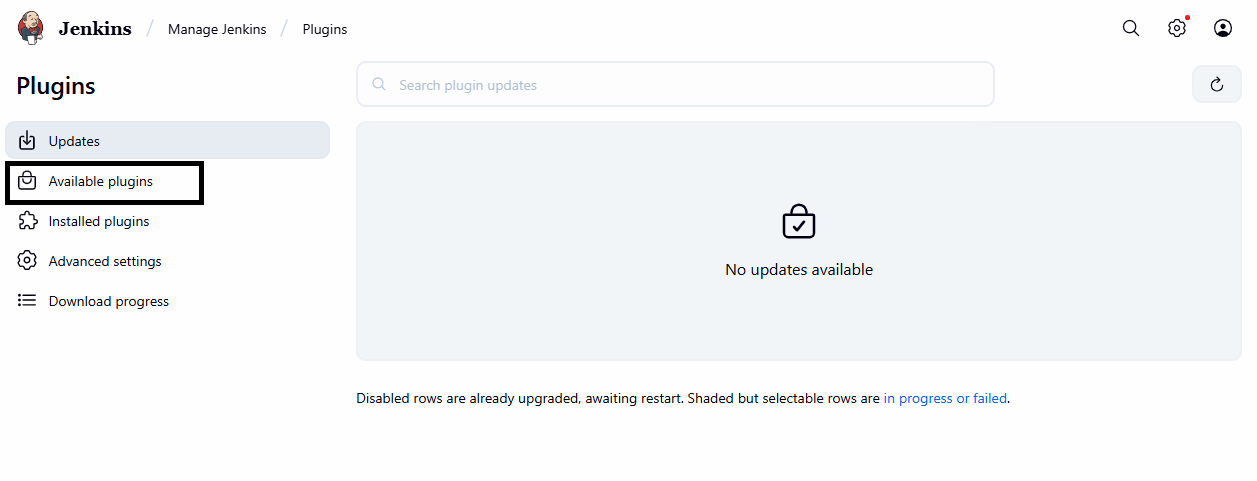 Jenkins / Manage Jenkins / Plugins
Plugins
Search plugin updates
Updates
Available plugins
Installed plugins
Advanced settings
Download progress
No updates available
Disabled rows are already upgraded, awaiting restart. Shaded but selectable rows are in progress or failed.